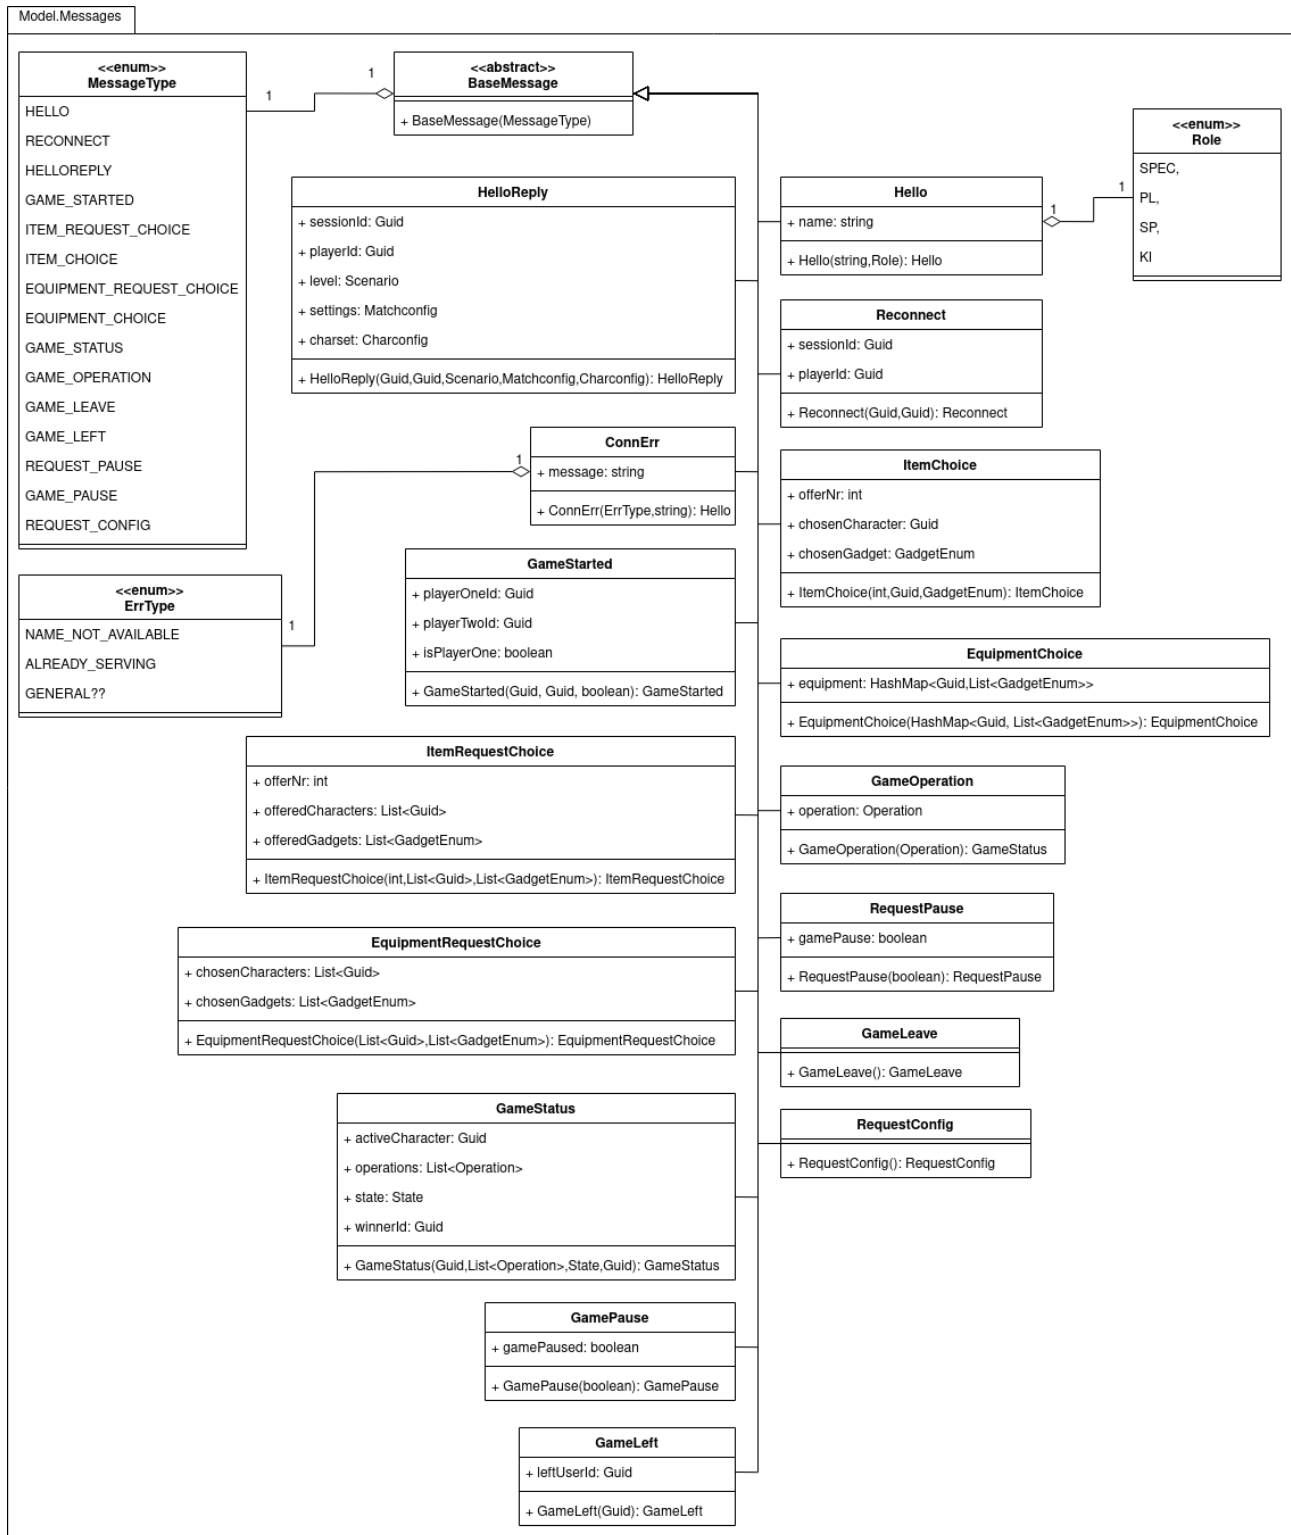 Model.Messages
<<enum>>
MessageType
HELLO
RECONNECT
HELLOREPLY
GAME_STARTED
ITEM_REQUEST_CHOICE
ITEM_CHOICE
EQUIPMENT_REQUEST_CHOICE
EQUIPMENT_CHOICE
GAME_STATUS
GAME_OPERATION
GAME_LEAVE
GAME_LEFT
REQUEST_PAUSE
GAME_PAUSE
REQUEST_CONFIG
1
1
<<abstract>>
BaseMessage
+ BaseMessage(MessageType)
<<enum>>
Role
SPEC,
PL,
SP,
KI
HelloReply
+ sessionId: Guid
+ playerId: Guid
+ level: Scenario
+ settings: Matchconfig
+ charset: Charconfig
+ HelloReply(Guid,Guid,Scenario,Matchconfig,Charconfig): HelloReply
Hello
+ name: string
+ Hello(string,Role): Hello
1
1
Reconnect
+ sessionId: Guid
+ playerId: Guid
+ Reconnect(Guid,Guid): Reconnect
ConnErr
+ message: string
+ ConnErr(ErrType,string): Hello
1
1
ItemChoice
+ offerNr: int
+ chosenCharacter: Guid
+ chosenGadget: GadgetEnum
+ ItemChoice(int,Guid,GadgetEnum): ItemChoice
<<enum>>
ErrType
NAME_NOT_AVAILABLE
ALREADY_SERVING
GENERAL??
GameStarted
+ playerOneId: Guid
+ playerTwoId: Guid
+ isPlayerOne: boolean
+ GameStarted(Guid, Guid, boolean): GameStarted
EquipmentChoice
+ equipment: HashMap<Guid,List<GadgetEnum>>
+ EquipmentChoice(HashMap<Guid, List<GadgetEnum>>): EquipmentChoice
ItemRequestChoice
+ offerNr: int
+ offeredCharacters: List<Guid>
+ offeredGadgets: List<GadgetEnum>
+ ItemRequestChoice(int,List<Guid>,List<GadgetEnum>): ItemRequestChoice
GameOperation
+ operation: Operation
+ GameOperation(Operation): GameStatus
RequestPause
+ gamePause: boolean
+ RequestPause(boolean): RequestPause
EquipmentRequestChoice
+ chosenCharacters: List<Guid>
+ chosenGadgets: List<GadgetEnum>
+ EquipmentRequestChoice(List<Guid>,List<GadgetEnum>): EquipmentRequestChoice
GameLeave
+ GameLeave(): GameLeave
GameStatus
+ activeCharacter: Guid
+ operations: List<Operation>
+ state: State
+ winnerId: Guid
+ GameStatus(Guid,List<Operation>,State,Guid): GameStatus
RequestConfig
+ RequestConfig(): RequestConfig
GamePause
+ gamePaused: boolean
+ GamePause(boolean): GamePause
GameLeft
+ leftUserId: Guid
+ GameLeft(Guid): GameLeft